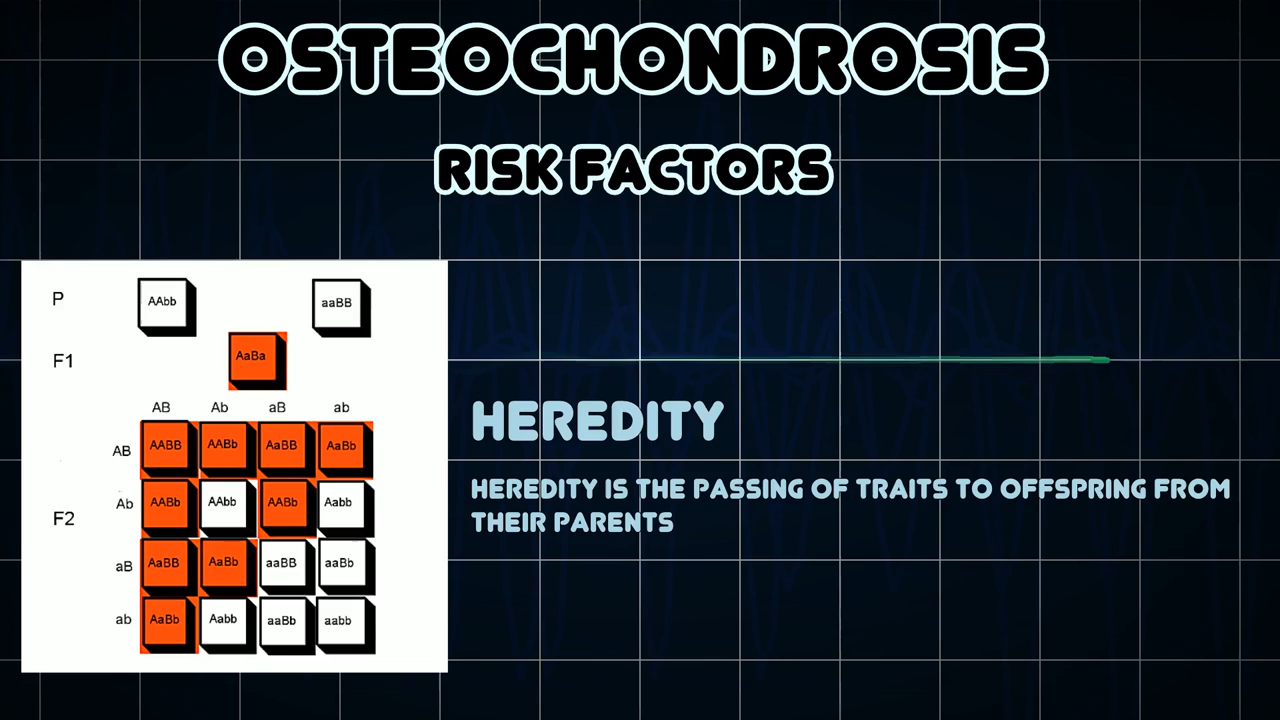 OSTEOCHONDROSIS
RISK FACTORS
P AAbb aaBB
F1 AaBa
AB Ab aB ab
AB AABB AABb AaBB AaBb
Ab AABb AAbb AABb Aabb
F2
aB AaBB AaBb aaBB aaBb
ab AaBb Aabb aaBb aabb
HEREDITY
HEREDITY IS THE PASSING OF TRAITS TO OFFSPRING FROM
THEIR PARENTS